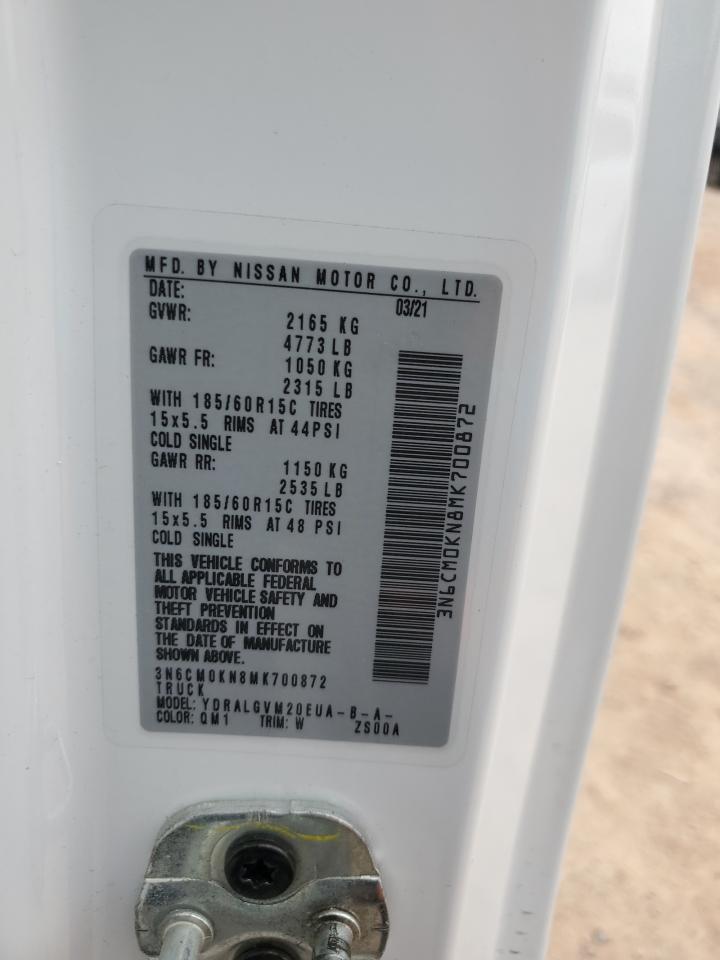 MFD. BY NISSAN MOTOR CO., LTD.
DATE: 03/21
GVWR: 2165 KG
4773 LB
GAWR FR: 1050 KG
2315 LB
WITH 185/60R15C TIRES
15x5.5 RIMS AT 44PSI
COLD SINGLE
GAWR RR: 1150 KG
2535 LB
WITH 185/60R15C TIRES
15x5.5 RIMS AT 48 PSI
COLD SINGLE
THIS VEHICLE CONFORMS TO
ALL APPLICABLE FEDERAL
MOTOR VEHICLE SAFETY AND
THEFT PREVENTION
STANDARDS IN EFFECT ON
THE DATE OF MANUFACTURE
SHOWN ABOVE.
3N6CM0KN8MK700872
TRUCK
MODEL: YDRALGVM20EUA-B-A-
COLOR: QM1 TRIM: W ZS00A
3N6CM0KN8MK700872